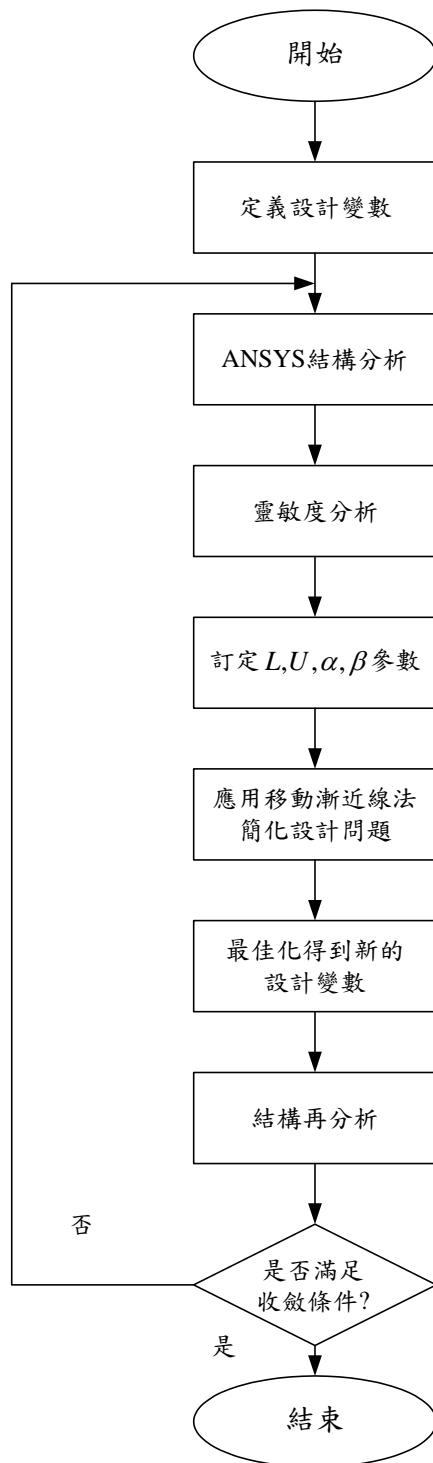 開始
定義設計變數
ANSYS結構分析
靈敏度分析
訂定 L,U,α,β 參數
應用移動漸近線法
簡化設計問題
最佳化得到新的
設計變數
結構再分析
否
是否滿足
收斂條件?
是
結束